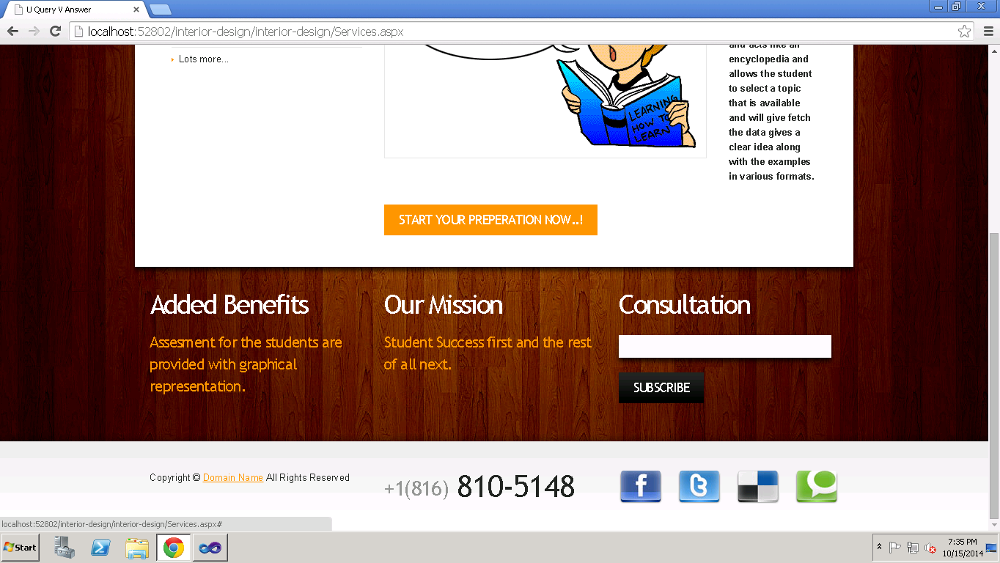 U Query V Answer
localhost:52802/interior-design/interior-design/Services.aspx
Lots more...
LEARNING
HOW TO
LEARN
and acts like an
encyclopedia and
allows the student
to select a topic
that is available
and will give fetch
the data gives a
clear idea along
with the examples
in various formats.
START YOUR PREPERATION NOW..!
Added Benefits
Assesment for the students are
provided with graphical
representation.
Our Mission
Student Success first and the rest
of all next.
Consultation
SUBSCRIBE
Copyright © Domain Name All Rights Reserved
+1(816) 810-5148
f
t
localhost:52802/interior-design/interior-design/Services.aspx#
Start
7:35 PM
10/15/2014